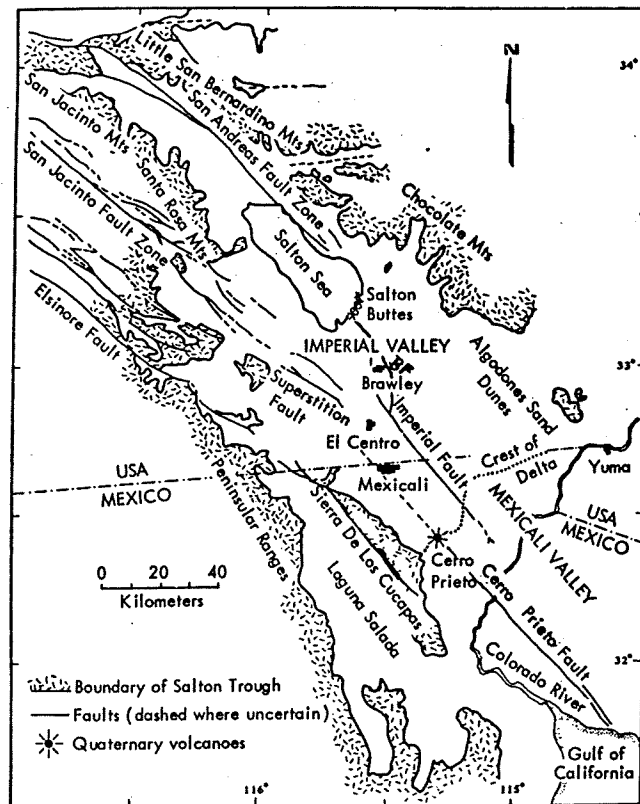 N
34°
Little San Bernardino Mts
San Andreas Fault Zone
San Jacinto Mts
Santa Rosa Mts
San Jacinto Fault Zone
Chocolate Mts
Salton Sea
Salton
Buttes
Elsinore Fault
IMPERIAL VALLEY
33°
BF
Brawley
Algodones Sand
Dunes
Superstition
Fault
Imperial Fault
El Centro
Crest of
Delta
Yuma
USA
MEXICO
Mexicali
MEXICALI VALLEY
USA
MEXICO
Peninsular Ranges
Sierra De Los Cucapas
Laguna Salada
Cerro
Prieto
Cerro Prieto Fault
0 20 40
Kilometers
32°
Colorado River
Boundary of Salton Trough
Faults (dashed where uncertain)
Quaternary volcanoes
Gulf of
California
116°
115°